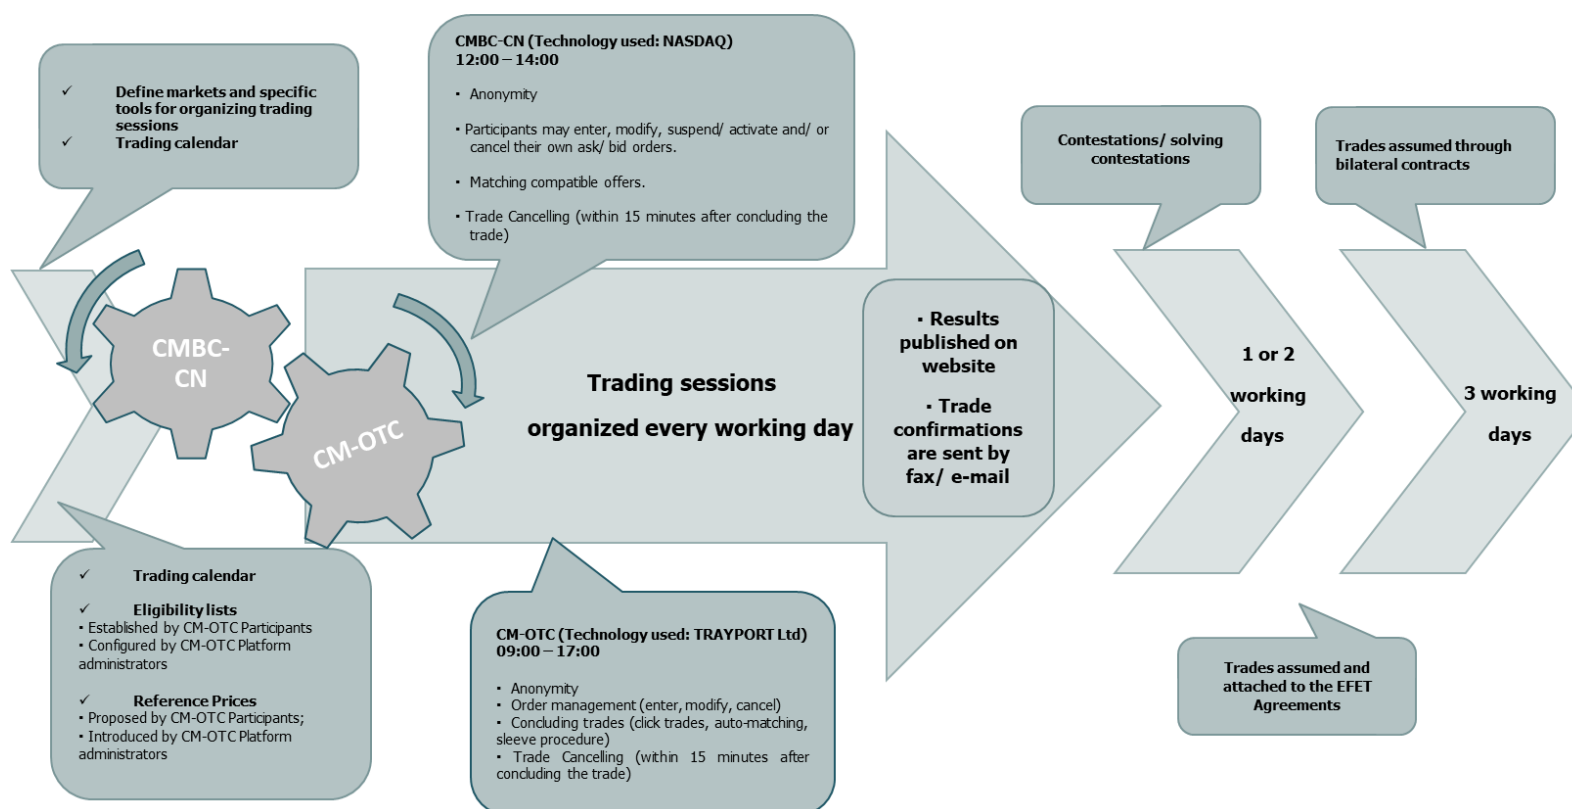 ✓ Define markets and specific
tools for organizing trading
sessions
✓ Trading calendar
CMBC-CN (Technology used: NASDAQ)
12:00 – 14:00
▪ Anonymity
▪ Participants may enter, modify, suspend/ activate and/ or
cancel their own ask/ bid orders.
▪ Matching compatible offers.
▪ Trade Cancelling (within 15 minutes after concluding the
trade)
Contestations/ solving
contestations
Trades assumed through
bilateral contracts
CMBC-
CN
CM-OTC
Trading sessions
organized every working day
▪ Results
published on
website
▪ Trade
confirmations
are sent by
fax/ e-mail
1 or 2
working
days
3 working
days
✓ Trading calendar
✓ Eligibility lists
▪ Established by CM-OTC Participants
▪ Configured by CM-OTC Platform
administrators
✓ Reference Prices
▪ Proposed by CM-OTC Participants;
▪ Introduced by CM-OTC Platform
administrators
CM-OTC (Technology used: TRAYPORT Ltd)
09:00 – 17:00
▪ Anonymity
▪ Order management (enter, modify, cancel)
▪ Concluding trades (click trades, auto-matching,
sleeve procedure)
▪ Trade Cancelling (within 15 minutes after
concluding the trade)
Trades assumed and
attached to the EFET
Agreements